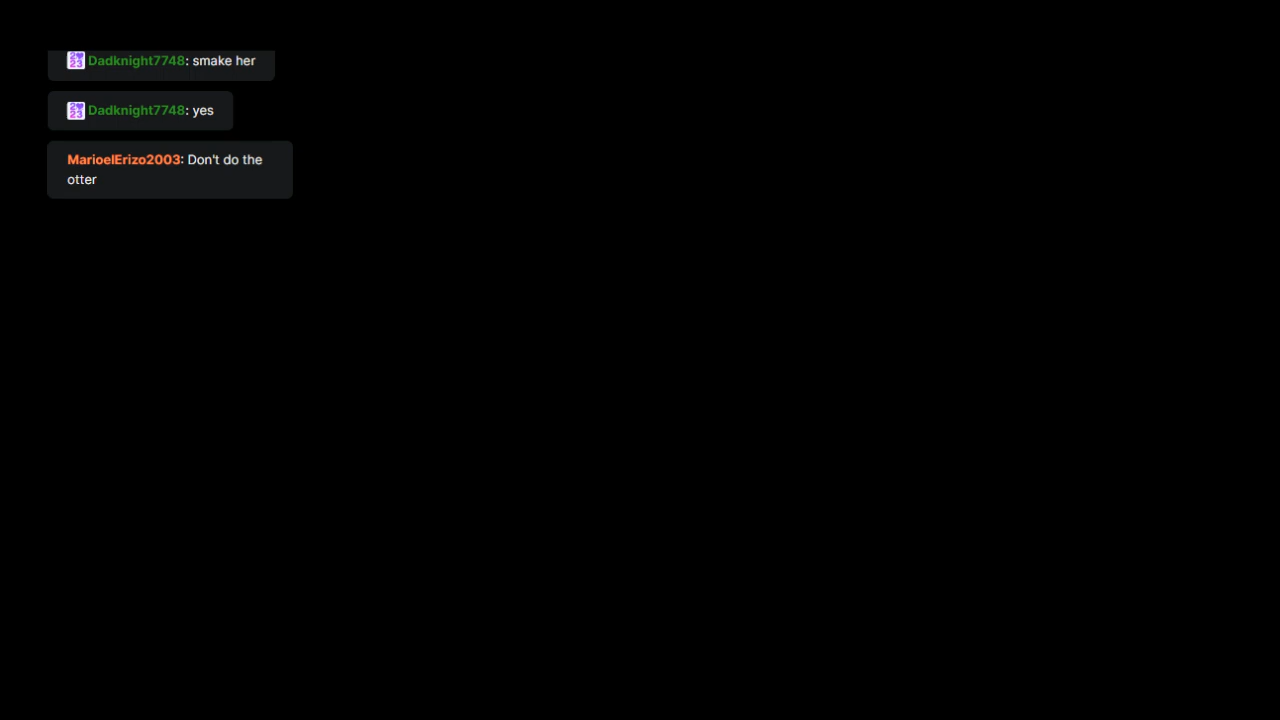 Dadknight7748: smake her
Dadknight7748: yes
MarioelErizo2003: Don't do the
otter